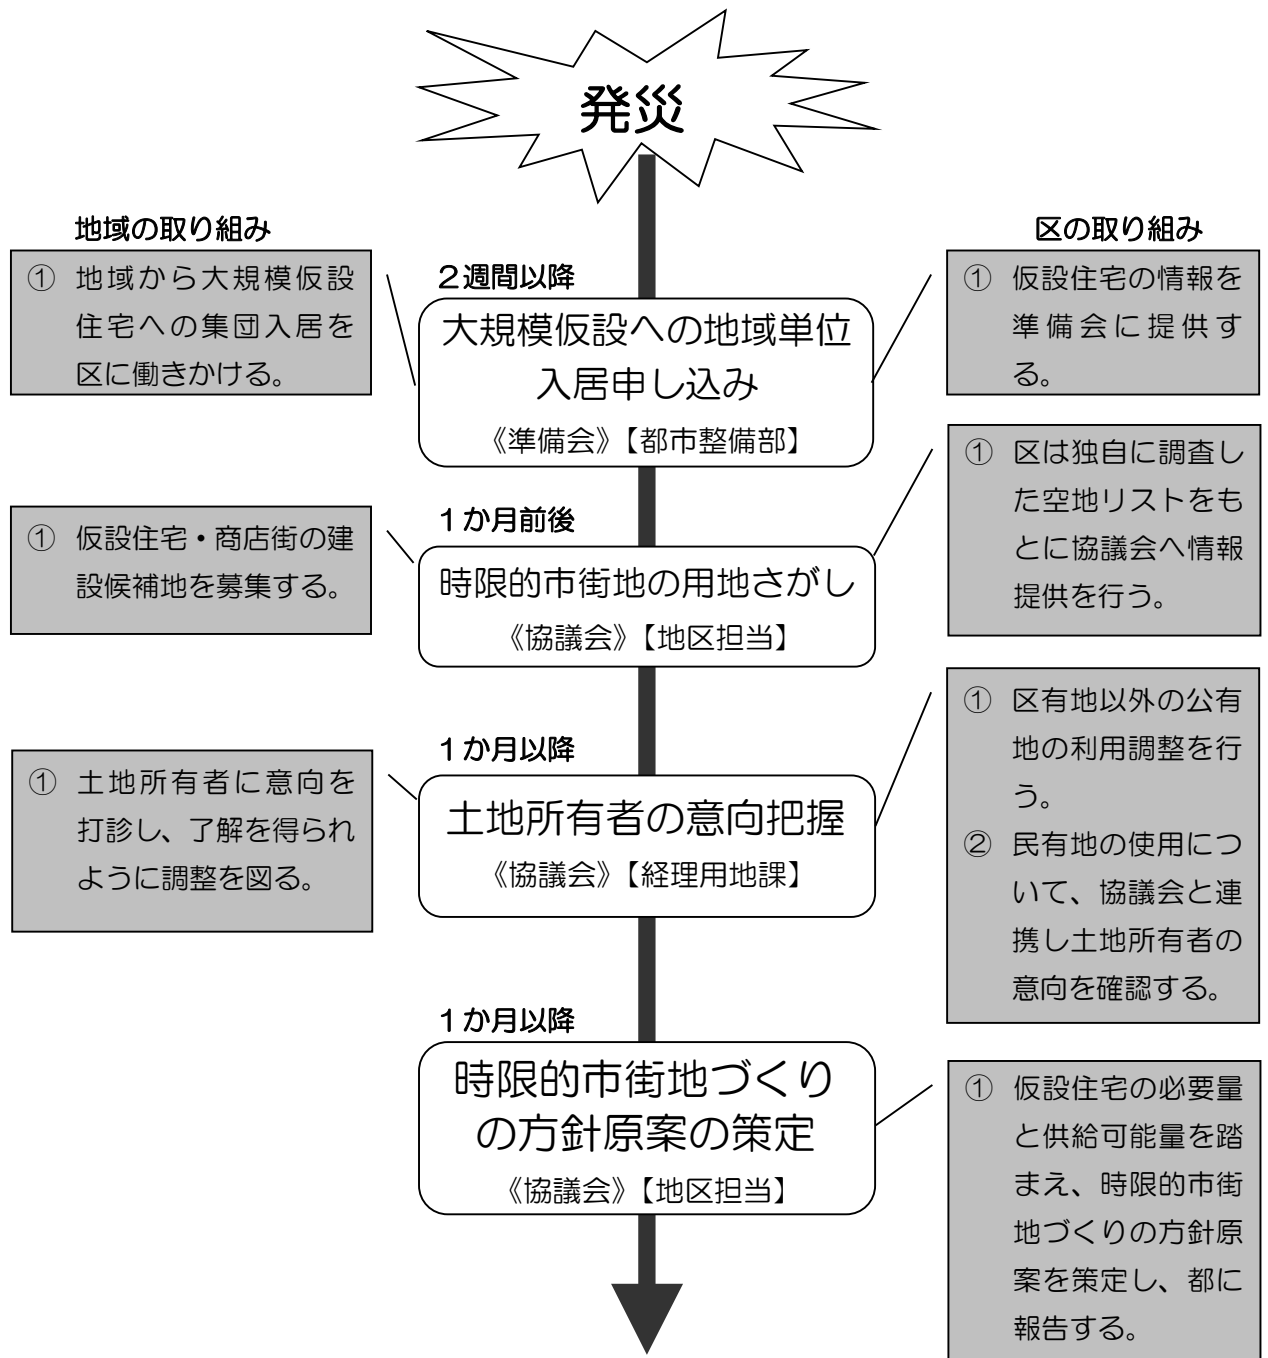 発災
地域の取り組み
区の取り組み
① 地域から大規模仮設
住宅への集団入居を
区に働きかける。
２週間以降
大規模仮設への地域単位
入居申し込み
《準備会》【都市整備部】
① 仮設住宅の情報を
準備会に提供す
る。
① 仮設住宅・商店街の建
設候補地を募集する。
１か月前後
時限的市街地の用地さがし
《協議会》【地区担当】
① 区は独自に調査し
た空地リストをも
とに協議会へ情報
提供を行う。
① 土地所有者に意向を
打診し、了解を得られ
ように調整を図る。
１か月以降
土地所有者の意向把握
《協議会》【経理用地課】
① 区有地以外の公有
地の利用調整を行
う。
② 民有地の使用につ
いて、協議会と連
携し土地所有者の
意向を確認する。
１か月以降
時限的市街地づくり
の方針原案の策定
《協議会》【地区担当】
① 仮設住宅の必要量
と供給可能量を踏
まえ、時限的市街
地づくりの方針原
案を策定し、都に
報告する。